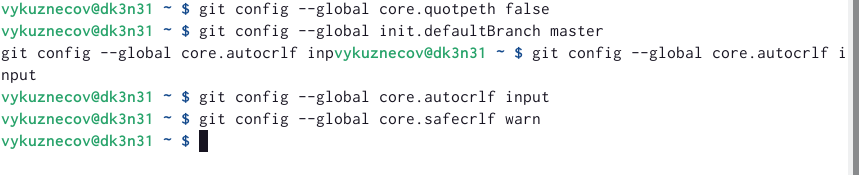 vykuznecov@dk3n31 ~ $ git config --global core.quotpeth false
vykuznecov@dk3n31 ~ $ git config --global init.defaultBranch master
git config --global core.autocrlf inpvykuznecov@dk3n31 ~ $ git config --global core.autocrlf i
nput
vykuznecov@dk3n31 ~ $ git config --global core.autocrlf input
vykuznecov@dk3n31 ~ $ git config --global core.safecrlf warn
vykuznecov@dk3n31 ~ $